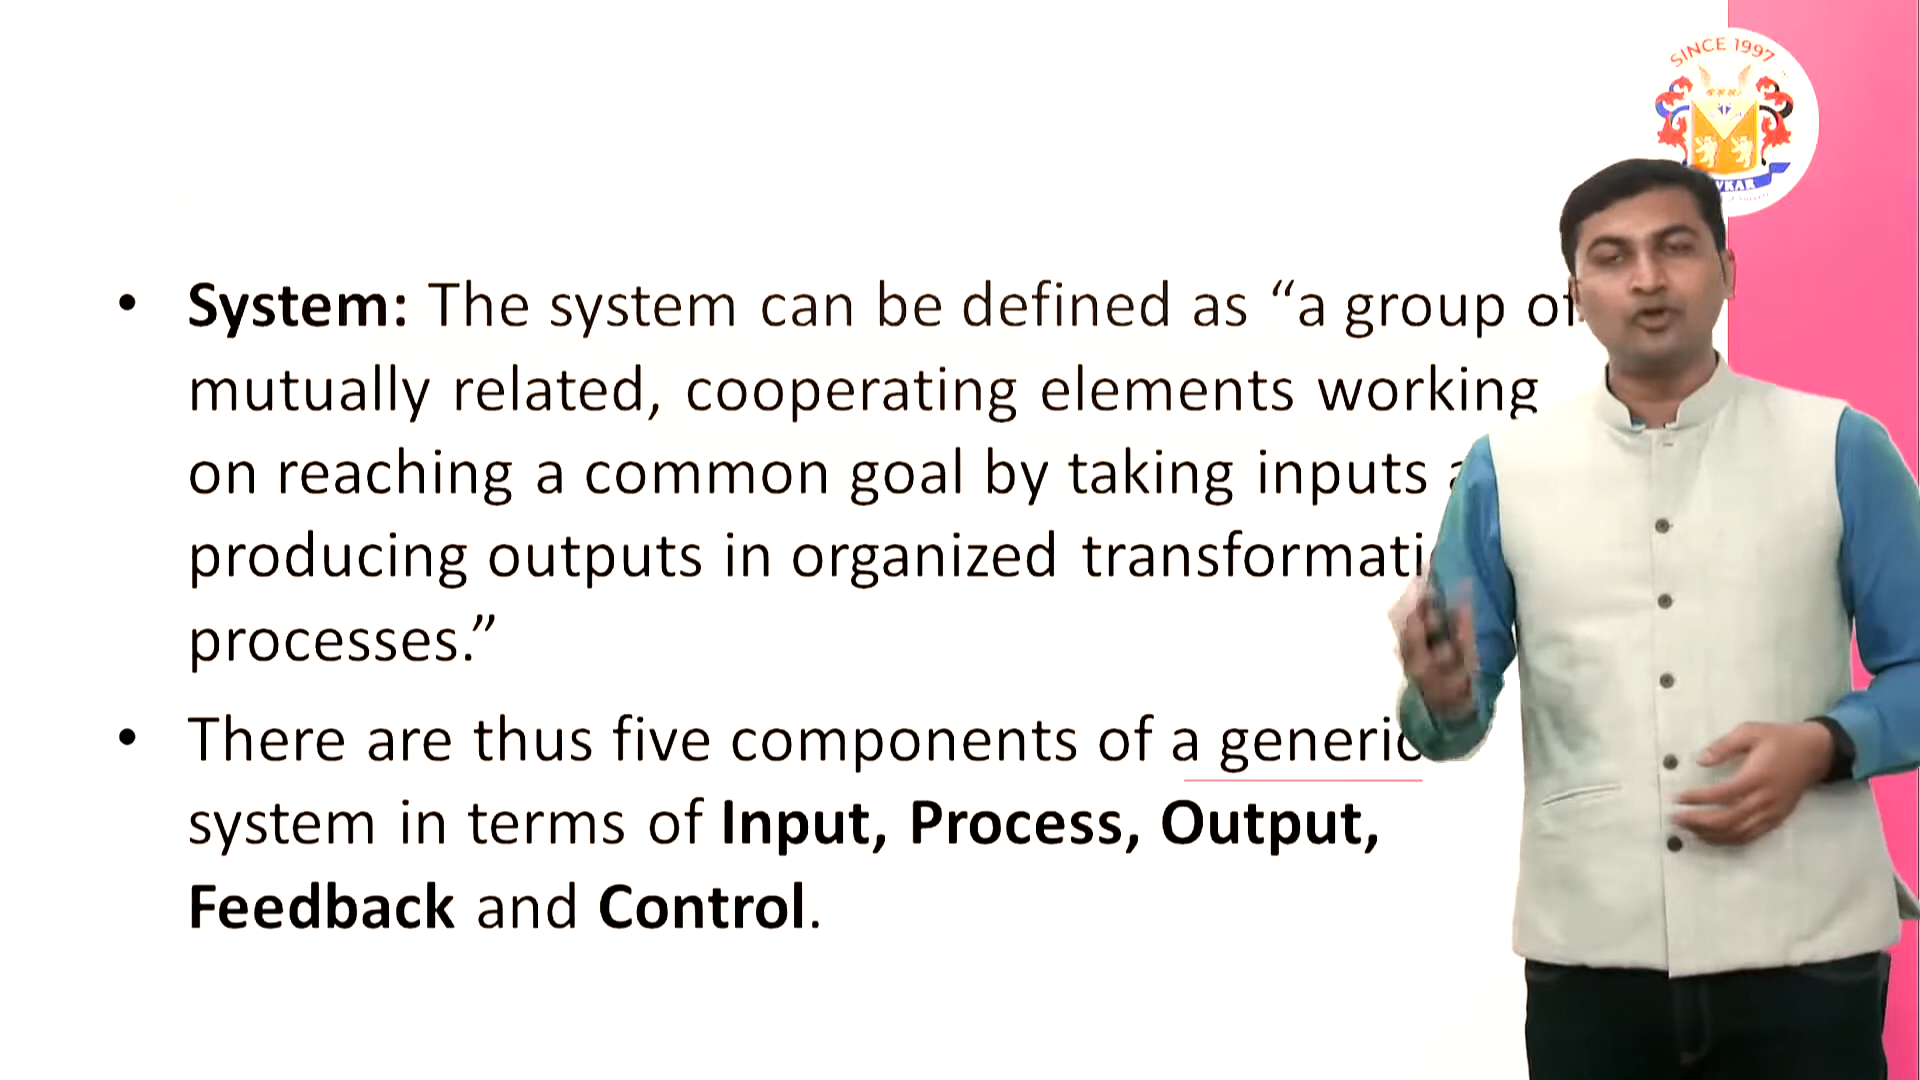 SINCE 1997
• System: The system can be defined as “a group of
mutually related, cooperating elements working
on reaching a common goal by taking inputs
producing outputs in organized
processes.”
• There are thus five components of a generic
system in terms of Input, Process, Output,
Feedback and Control.